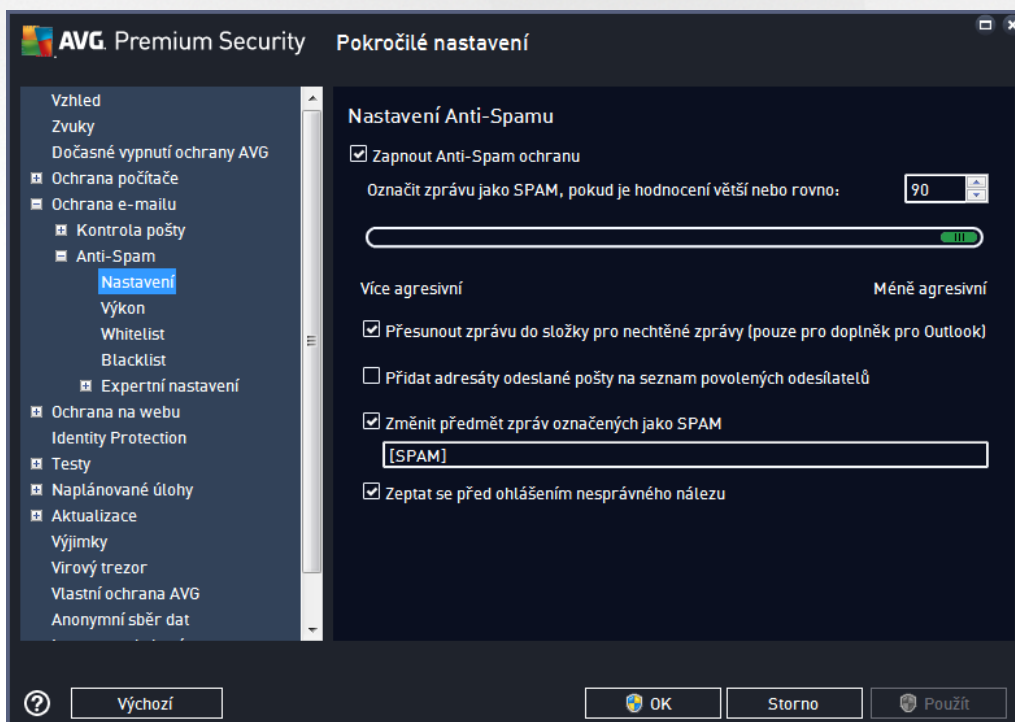 AVG. Premium Security Pokročilé nastavení
Vzhled
Zvuky
Dočasné vypnutí ochrany AVG
Ochrana počítače
Ochrana e-mailu
Kontrola pošty
Anti-Spam
Nastavení
Výkon
Whitelist
Blacklist
Expertní nastavení
Ochrana na webu
Identity Protection
Testy
Naplánované úlohy
Aktualizace
Výjimky
Virový trezor
Vlastní ochrana AVG
Anonymní sběr dat
Nastavení Anti-Spamu
Zapnout Anti-Spam ochranu
Označit zprávu jako SPAM, pokud je hodnocení větší nebo rovno: 90
Více agresivní Méně agresivní
Přesunout zprávu do složky pro nechtěné zprávy (pouze pro doplněk pro Outlook)
Přidat adresáty odeslané pošty na seznam povolených odesílatelů
Změnit předmět zpráv označených jako SPAM
[SPAM]
Zeptat se před ohlášením nesprávného nálezu
Výchozí OK Storno Použít